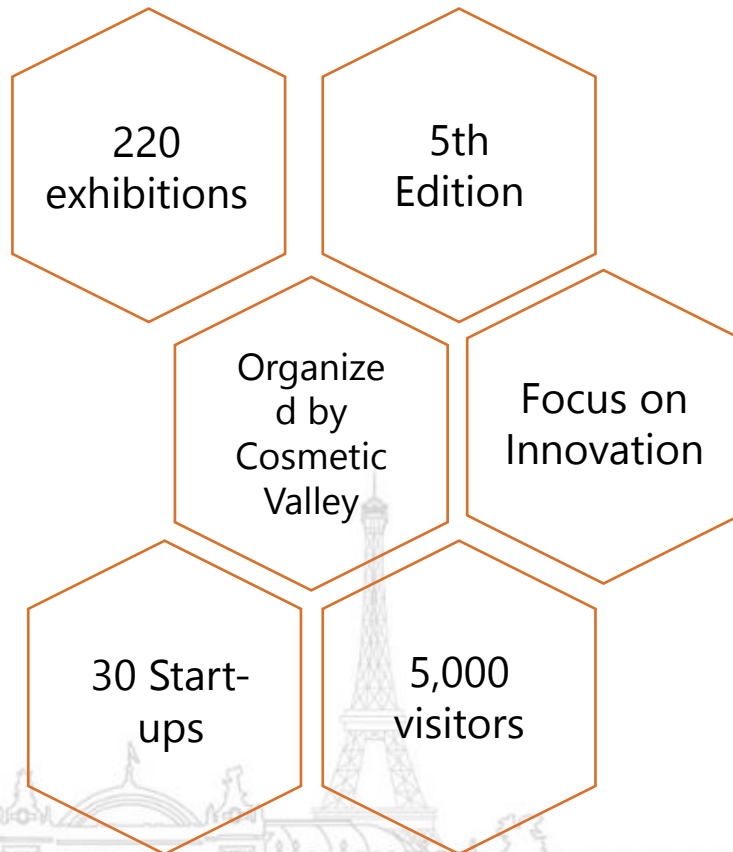 220
exhibitions
5th
Edition
Organize
d by
Cosmetic
Valley
Focus on
Innovation
30 Start-
ups
5,000
visitors